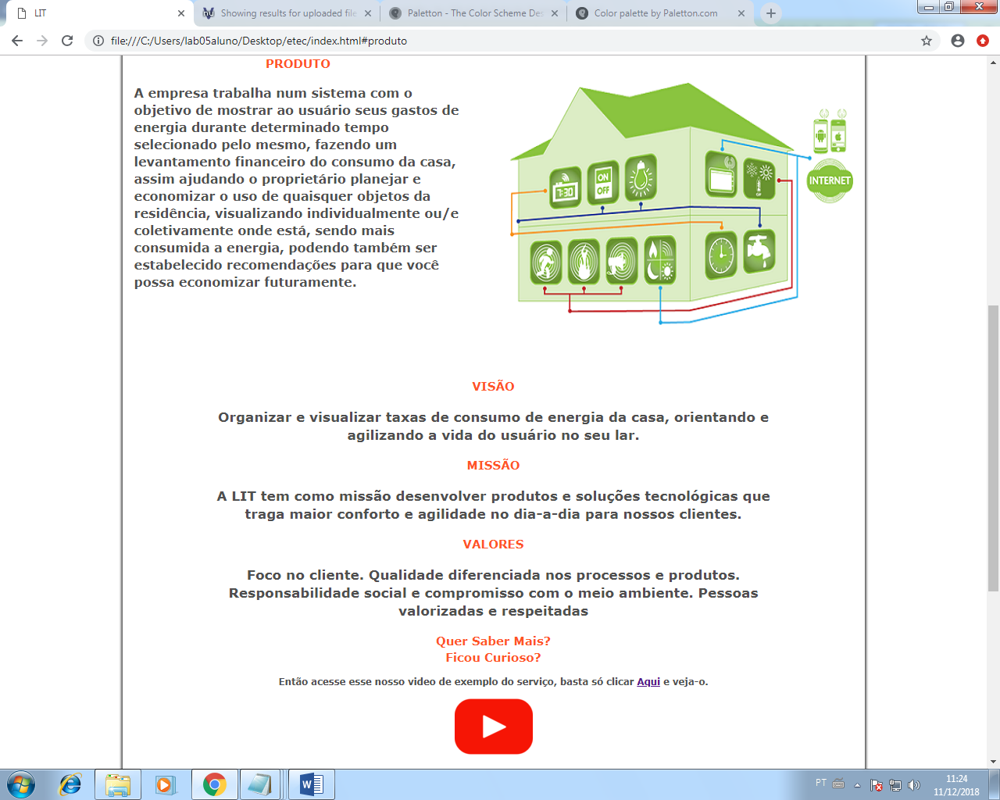 LIT
Showing results for uploaded file
Paletton - The Color Scheme Des
Color palette by Paletton.com
file:///C:/Users/lab05aluno/Desktop/etec/index.html#produto
PRODUTO
A empresa trabalha num sistema com o
objetivo de mostrar ao usuário seus gastos de
energia durante determinado tempo
selecionado pelo mesmo, fazendo um
levantamento financeiro do consumo da casa,
assim ajudando o proprietário planejar e
economizar o uso de quaisquer objetos da
residência, visualizando individualmente ou/e
coletivamente onde está, sendo mais
consumida a energia, podendo também ser
estabelecido recomendações para que você
possa economizar futuramente.
7:30
ON
OFF
INTERNET
VISÃO
Organizar e visualizar taxas de consumo de energia da casa, orientando e
agilizando a vida do usuário no seu lar.
MISSÃO
A LIT tem como missão desenvolver produtos e soluções tecnológicas que
traga maior conforto e agilidade no dia-a-dia para nossos clientes.
VALORES
Foco no cliente. Qualidade diferenciada nos processos e produtos.
Responsabilidade social e compromisso com o meio ambiente. Pessoas
valorizadas e respeitadas
Quer Saber Mais?
Ficou Curioso?
Então acesse esse nosso video de exemplo do serviço, basta só clicar Aqui e veja-o.
PT
11:24
11/12/2018